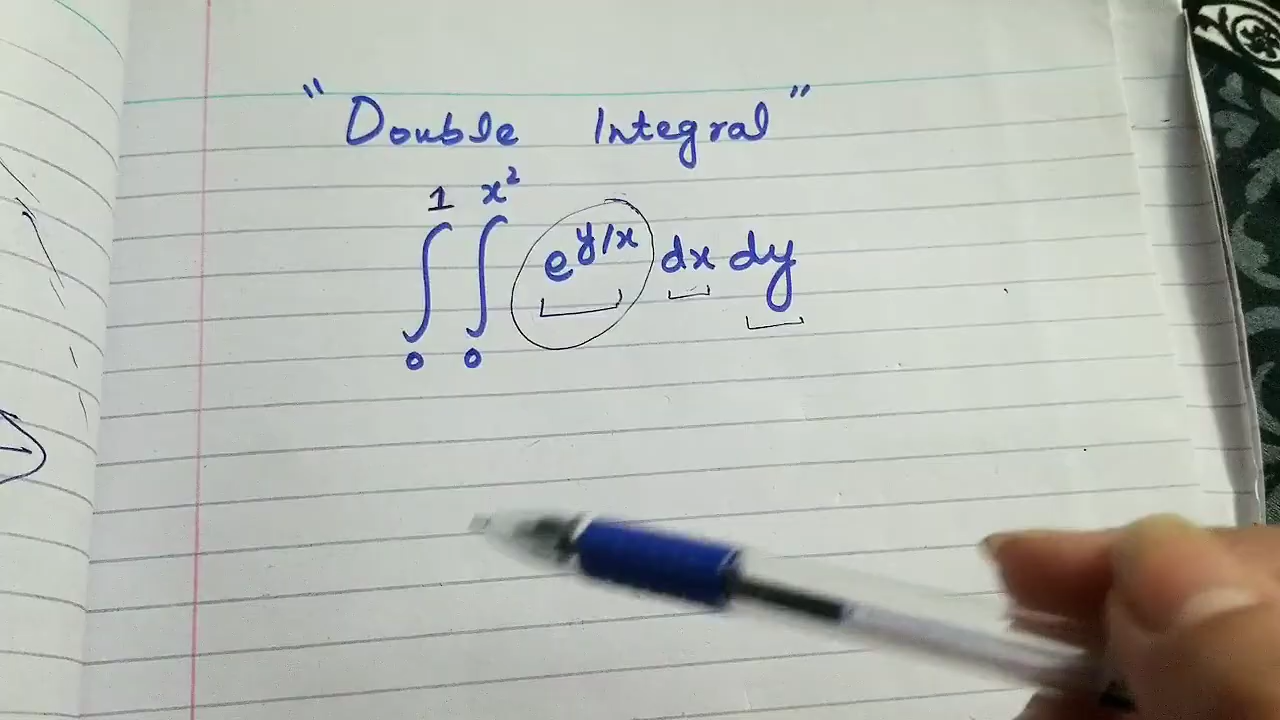 "Double Integral"
∫₀¹ ∫₀^{x²} e^{y/x} dx dy